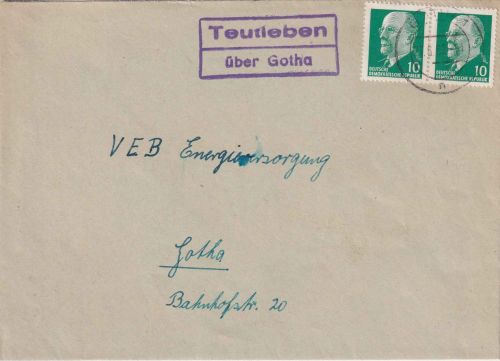 Teutleben
über Gotha
10
DEUTSCHE
DEMOKRATISCHE REPUBLIK
10
DEUTSCHE
DEMOKRATISCHE REPUBLIK
VEB Energieversorgung
Gotha
Bahnhofstr. 20